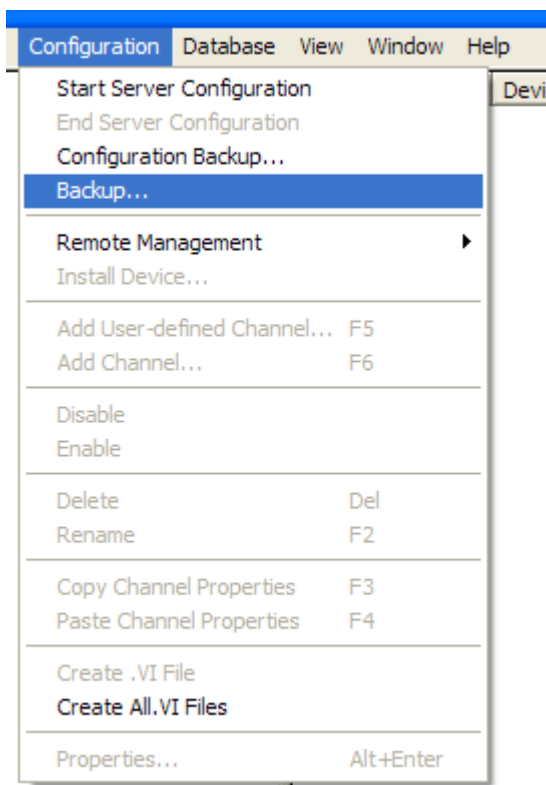 Configuration Database View Window Help
Start Server Configuration Devi
End Server Configuration
Configuration Backup...
Backup...
Remote Management
Install Device...
Add User-defined Channel... F5
Add Channel... F6
Disable
Enable
Delete Del
Rename F2
Copy Channel Properties F3
Paste Channel Properties F4
Create .VI File
Create All.VI Files
Properties... Alt+Enter